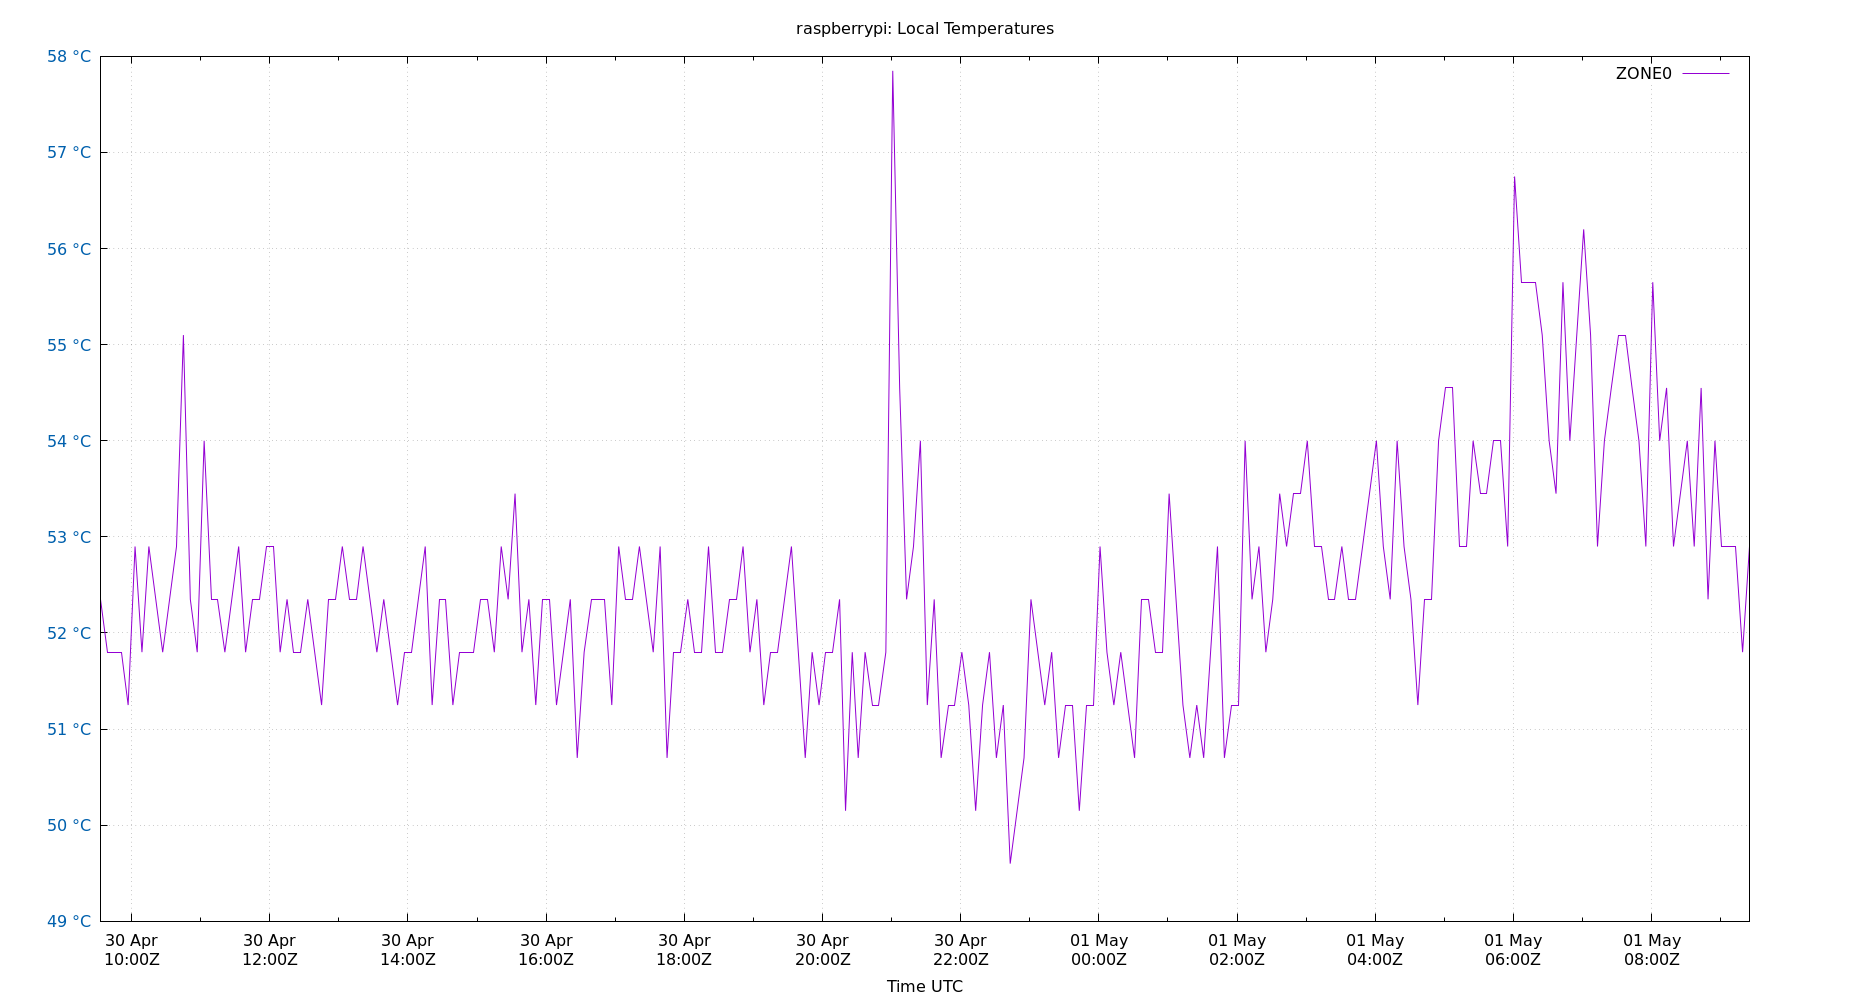 raspberrypi: Local Temperatures
ZONE0
58 °C
57 °C
56 °C
55 °C
54 °C
53 °C
52 °C
51 °C
50 °C
49 °C
30 Apr 30 Apr 30 Apr 30 Apr 30 Apr 30 Apr 30 Apr 01 May 01 May 01 May 01 May 01 May
10:00Z 12:00Z 14:00Z 16:00Z 18:00Z 20:00Z 22:00Z 00:00Z 02:00Z 04:00Z 06:00Z 08:00Z
Time UTC